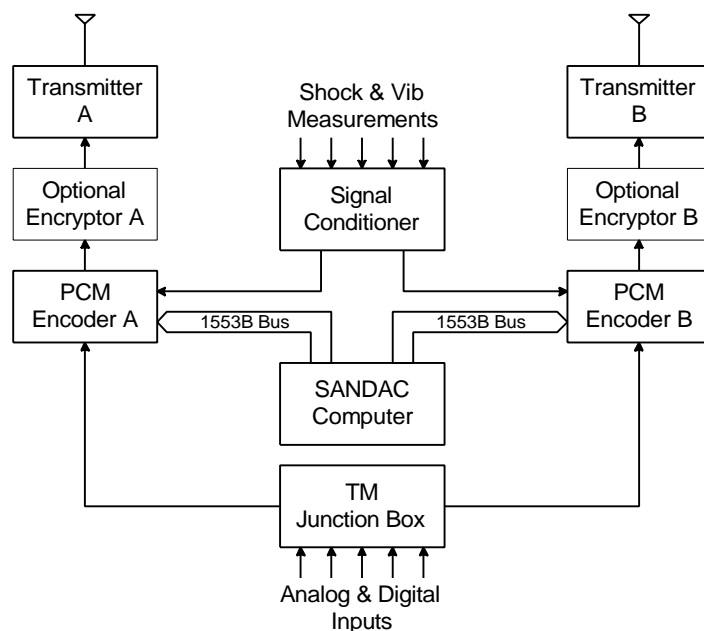 Transmitter
A
Transmitter
B
Shock & Vib
Measurements
Optional
Encryptor A
Signal
Conditioner
Optional
Encryptor B
PCM
Encoder A
PCM
Encoder B
1553B Bus
1553B Bus
SANDAC
Computer
TM
Junction Box
Analog & Digital
Inputs